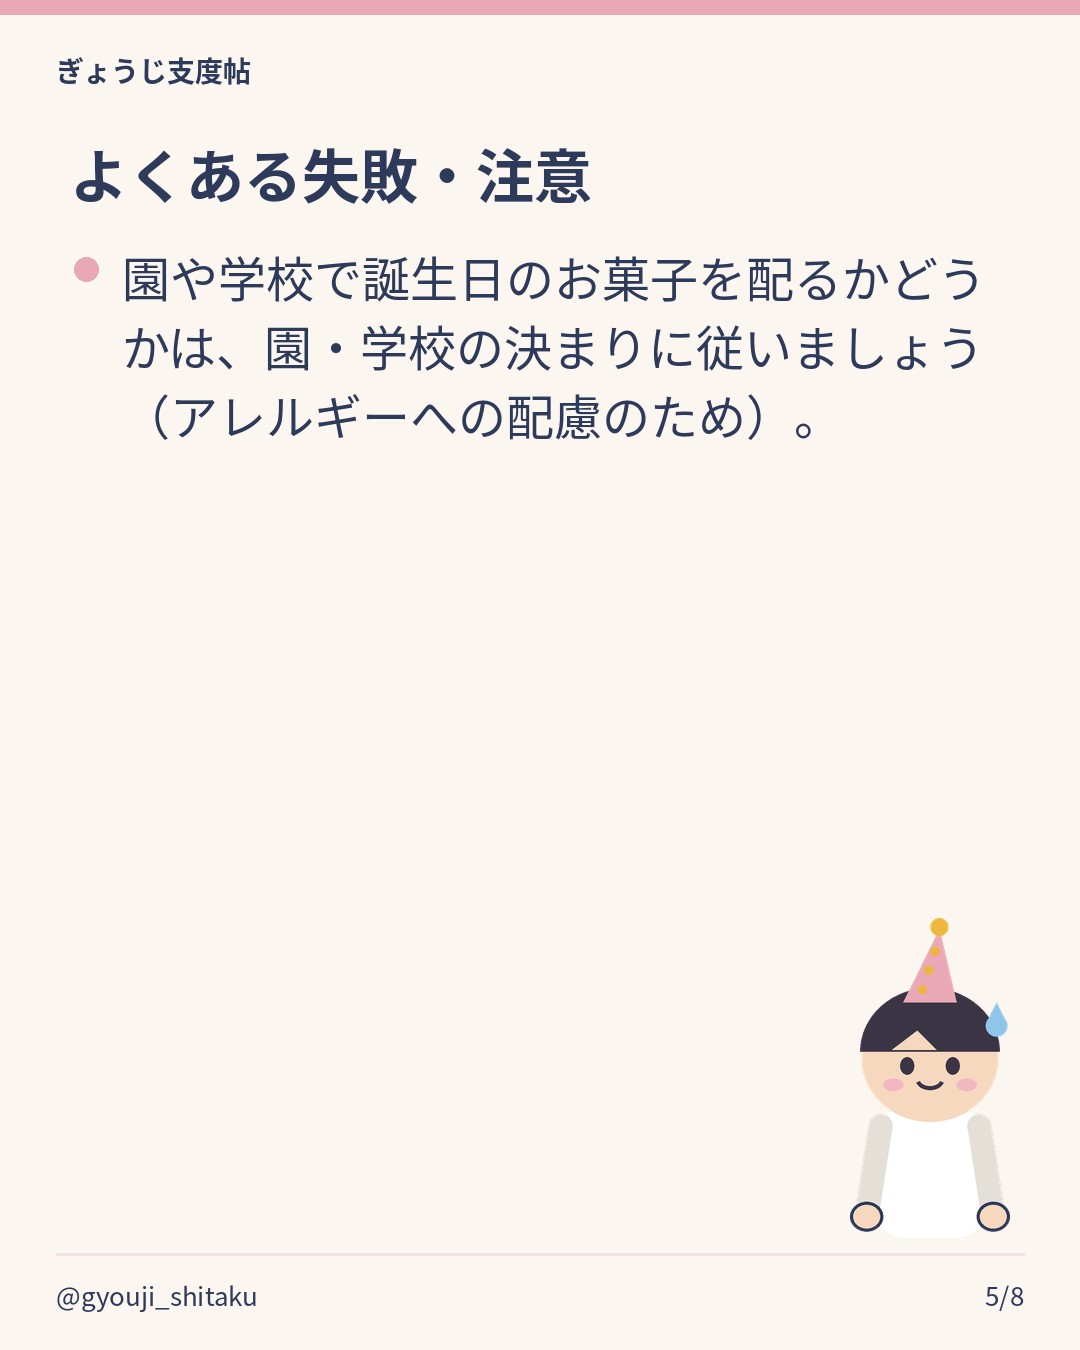 ぎょうじ支度帖
よくある失敗・注意
園や学校で誕生日のお菓子を配るかどう
かは、園・学校の決まりに従いましょう
（アレルギーへの配慮のため）。
@gyouji_shitaku
5/8